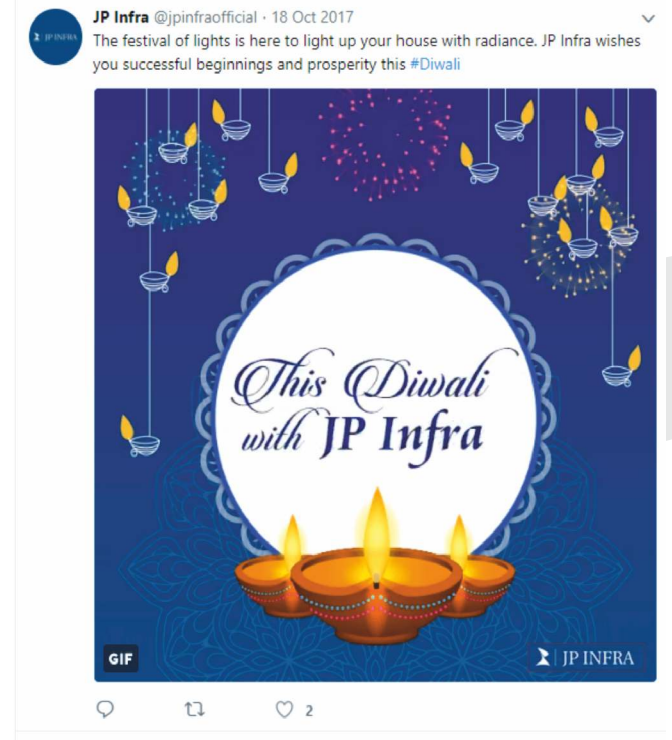 JP Infra @jpinfraofficial · 18 Oct 2017
JP INFRA
The festival of lights is here to light up your house with radiance. JP Infra wishes
you successful beginnings and prosperity this #Diwali
This Diwali
with JP Infra
GIF
JP INFRA
2